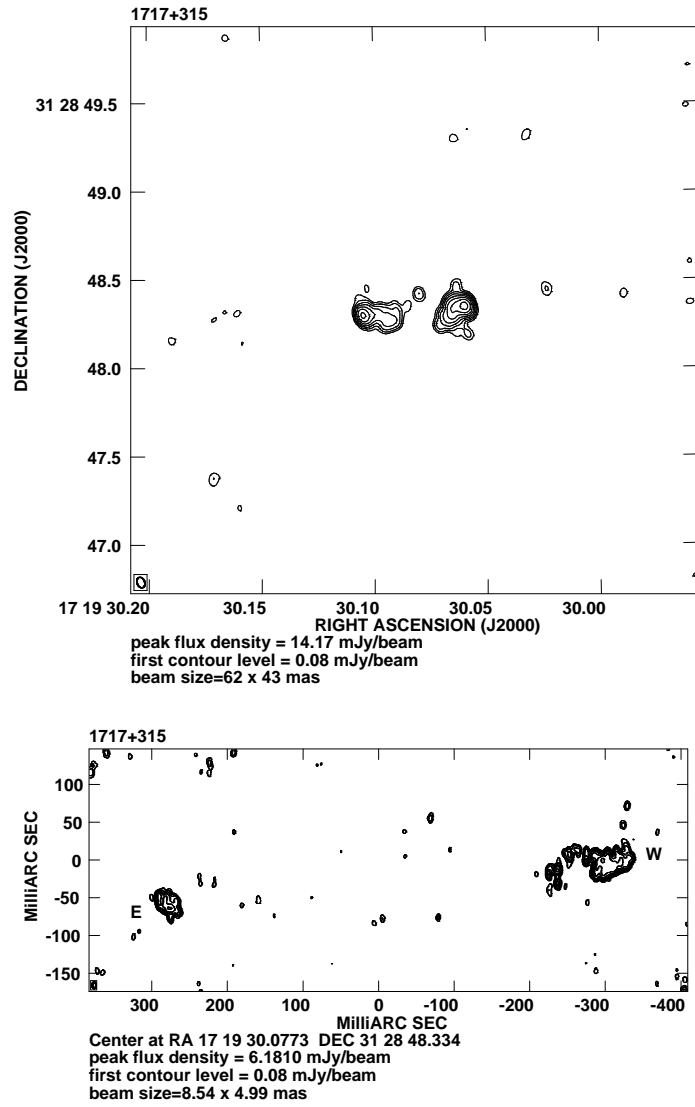 1717+315
DECLINATION (J2000)
31 28 49.5
49.0
48.5
48.0
47.5
47.0
17 19 30.20 30.15 30.10 30.05 30.00
RIGHT ASCENSION (J2000)
peak flux density = 14.17 mJy/beam
first contour level = 0.08 mJy/beam
beam size=62 x 43 mas
1717+315
MilliARC SEC
100
50
0
-50
-100
-150
E
W
300 200 100 0 -100 -200 -300 -400
MilliARC SEC
Center at RA 17 19 30.0773 DEC 31 28 48.334
peak flux density = 6.1810 mJy/beam
first contour level = 0.08 mJy/beam
beam size=8.54 x 4.99 mas